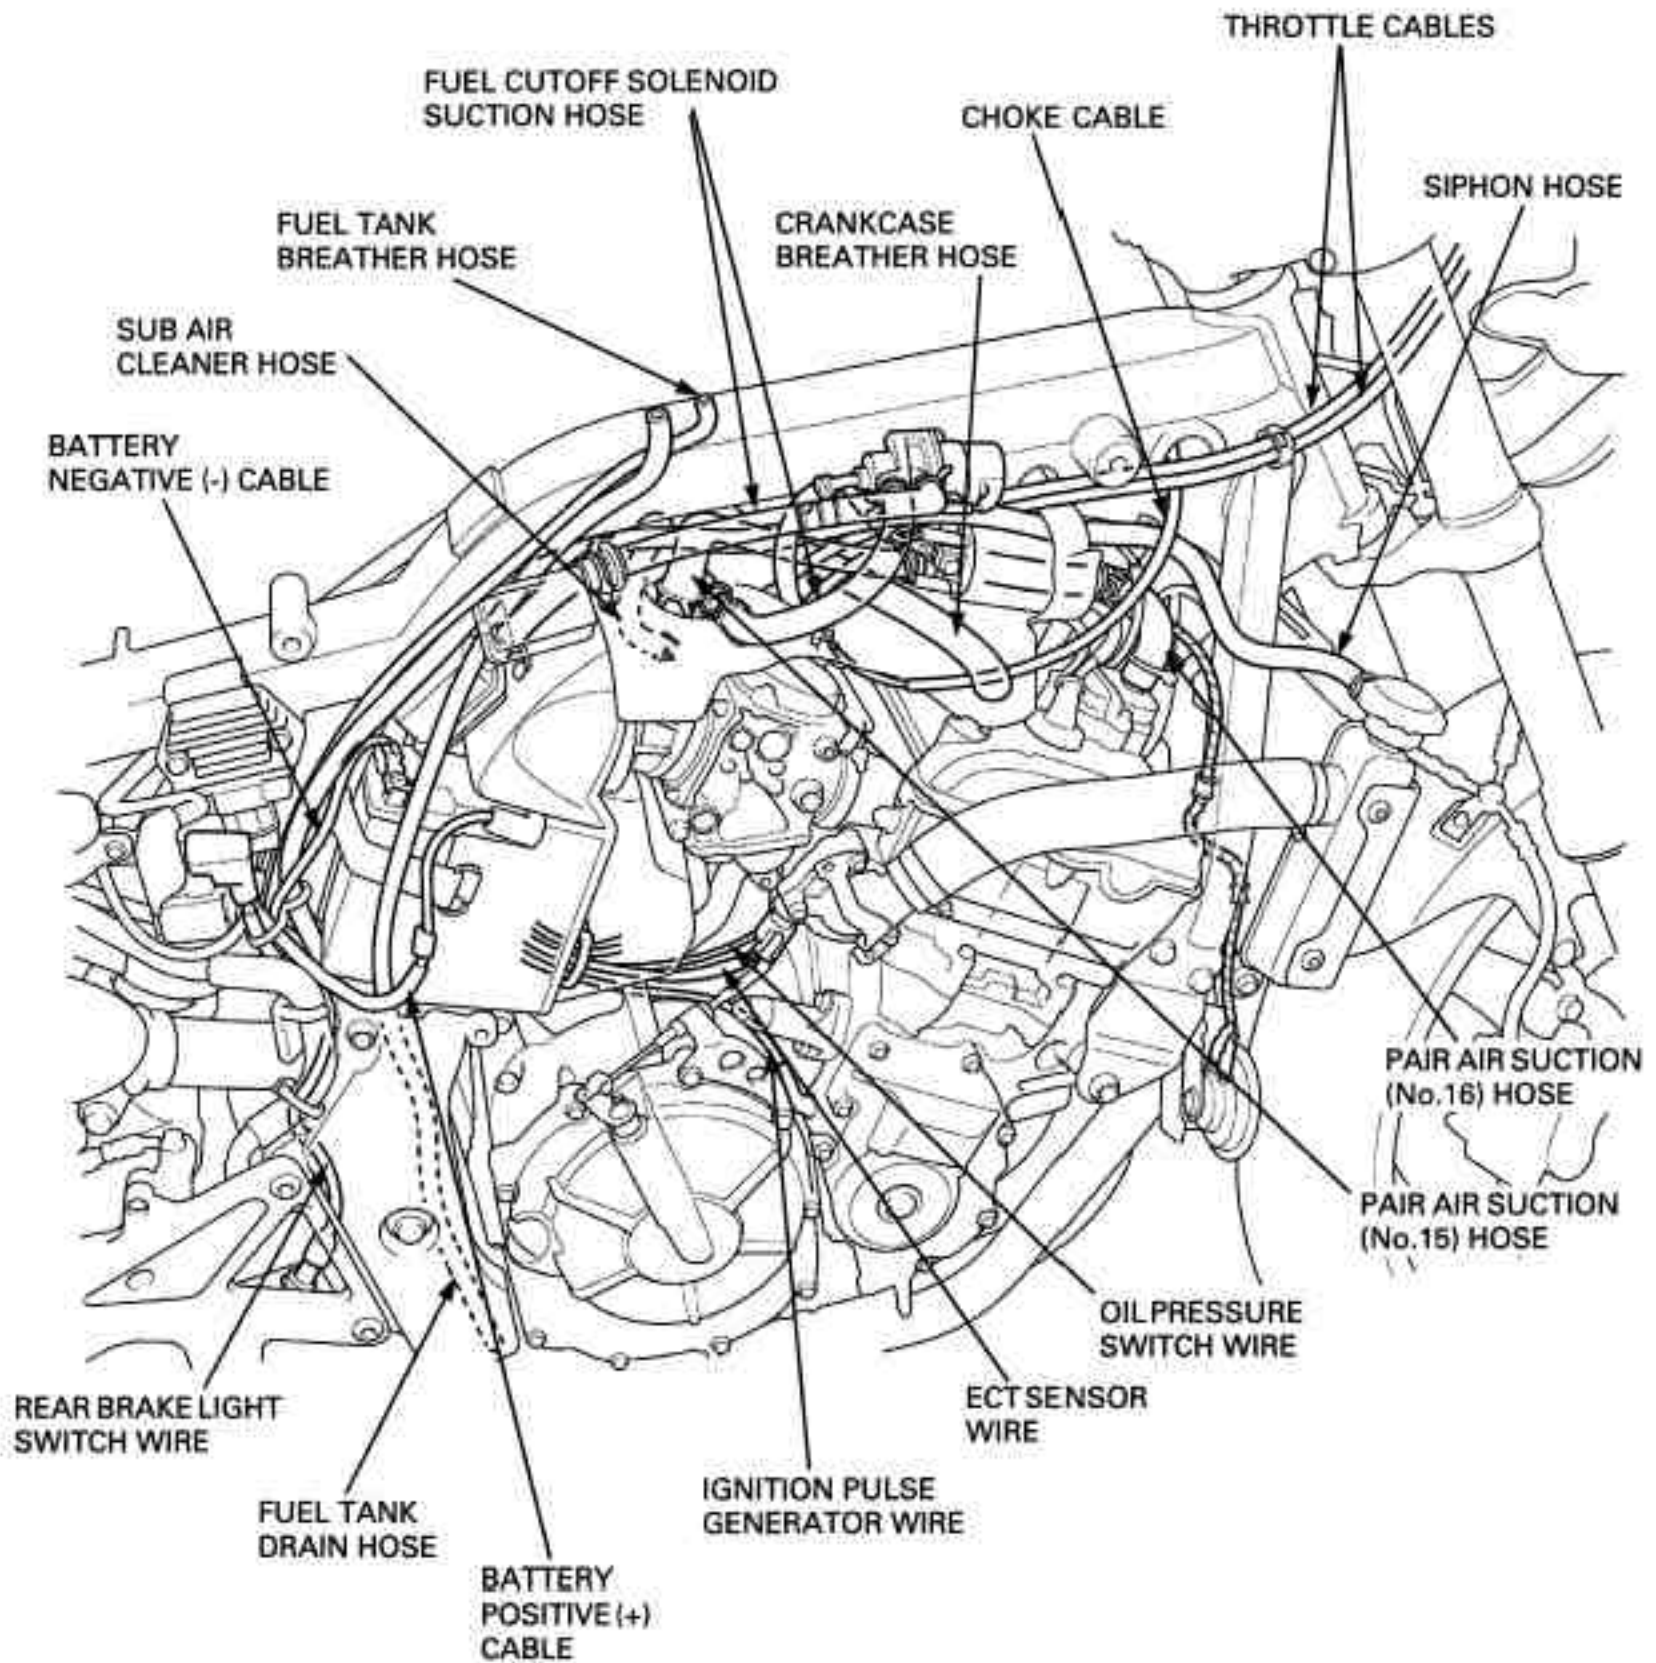 THROTTLE CABLES
FUEL CUTOFF SOLENOID
SUCTION HOSE
CHOKE CABLE
SIPHON HOSE
FUEL TANK
BREATHER HOSE
CRANKCASE
BREATHER HOSE
SUB AIR
CLEANER HOSE
BATTERY
NEGATIVE (-) CABLE
PAIR AIR SUCTION
(No.16) HOSE
PAIR AIR SUCTION
(No.15) HOSE
OIL PRESSURE
SWITCH WIRE
ECT SENSOR
WIRE
REAR BRAKE LIGHT
SWITCH WIRE
IGNITION PULSE
GENERATOR WIRE
FUEL TANK
DRAIN HOSE
BATTERY
POSITIVE (+)
CABLE